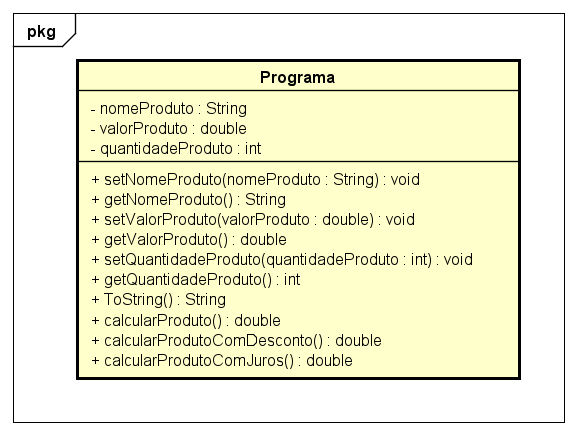 pkg
Programa
- nomeProduto : String
- valorProduto : double
- quantidadeProduto : int
+ setNomeProduto(nomeProduto : String) : void
+ getNomeProduto() : String
+ setValorProduto(valorProduto : double) : void
+ getValorProduto() : double
+ setQuantidadeProduto(quantidadeProduto : int) : void
+ getQuantidadeProduto() : int
+ ToString() : String
+ calcularProduto() : double
+ calcularProdutoComDesconto() : double
+ calcularProdutoComJuros() : double